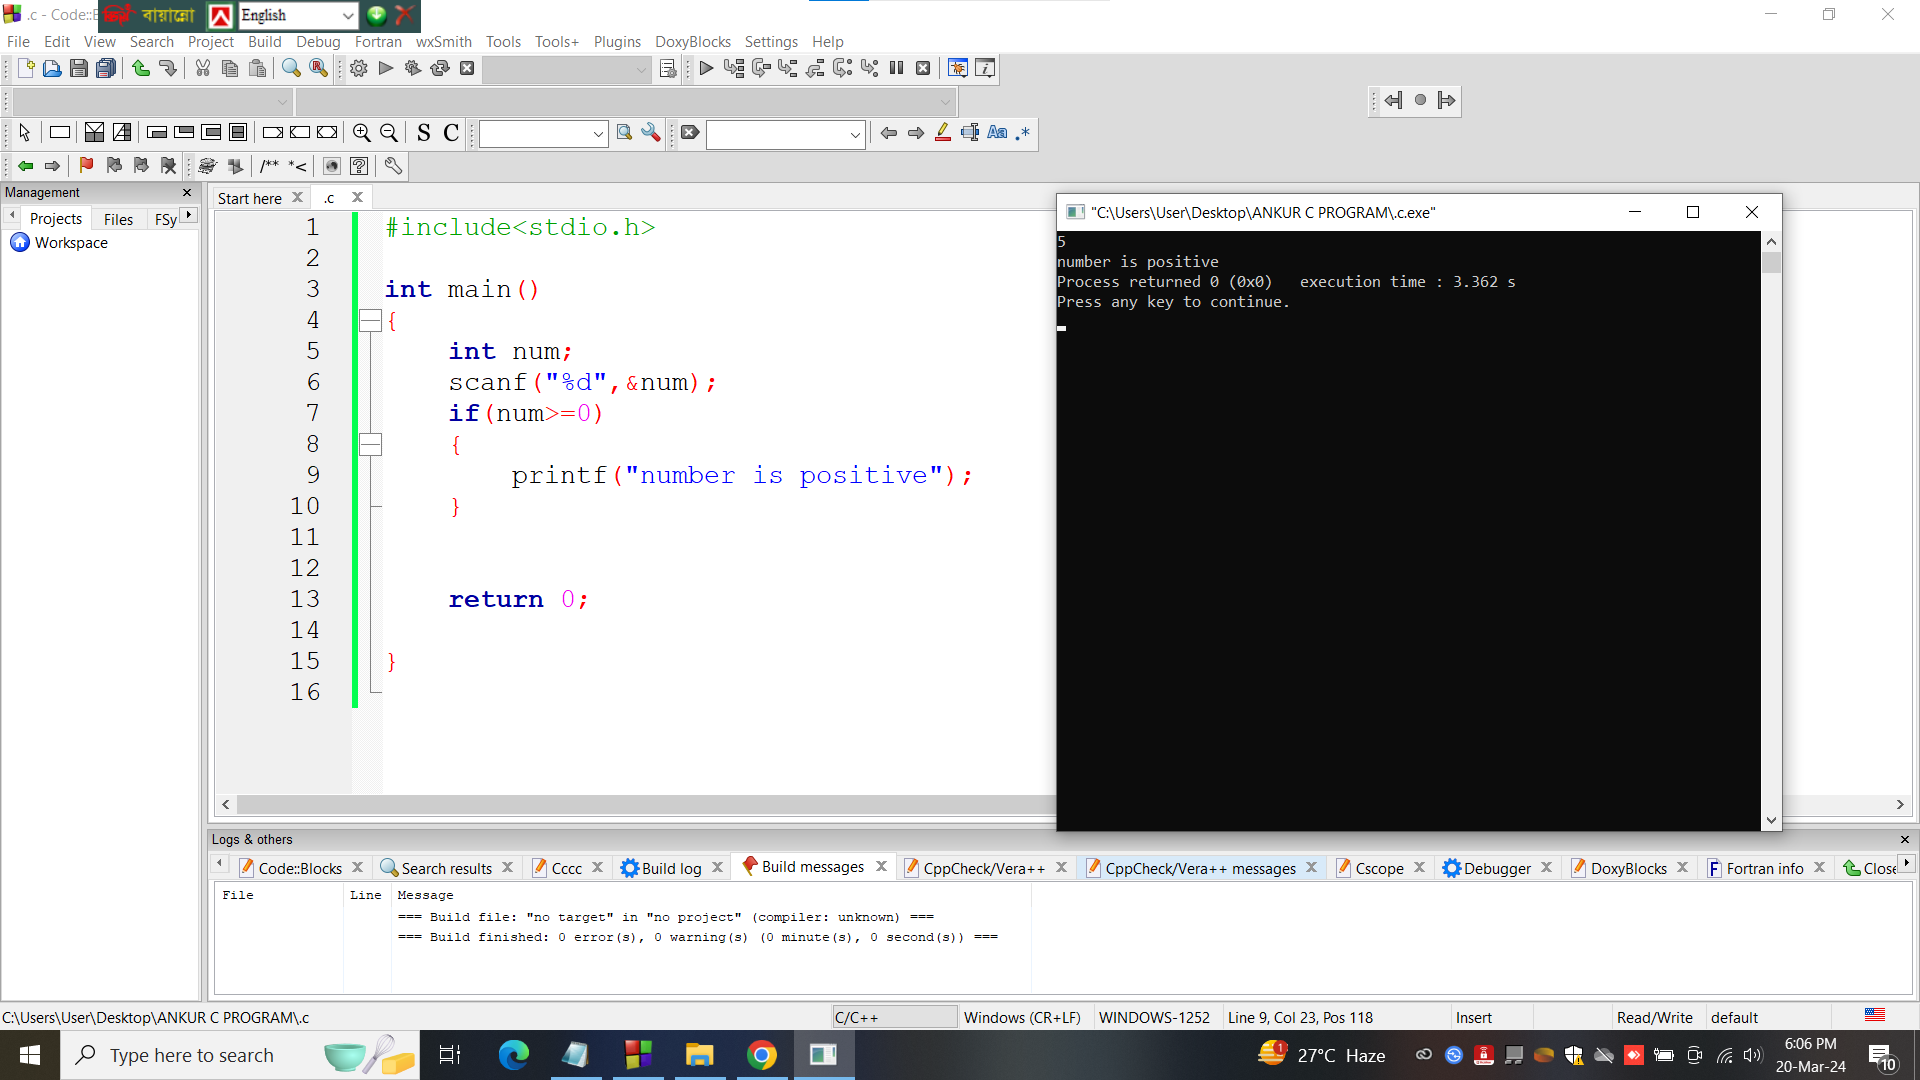 .c - Code::B
বায়ান্নো
English
File Edit View Search Project Build Debug Fortran wxSmith Tools Tools+ Plugins DoxyBlocks Settings Help
S C
Aa .*
/** *<
Management
Projects Files FSy
Workspace
Start here .c
1 #include<stdio.h>
2
3 int main()
4 {
5 int num;
6 scanf("%d",&num);
7 if(num>=0)
8 {
9 printf("number is positive");
10 }
11
12
13 return 0;
14
15 }
16
"C:\Users\User\Desktop\ANKUR C PROGRAM\.c.exe"
5
number is positive
Process returned 0 (0x0)   execution time : 3.362 s
Press any key to continue.
Logs & others
Code::Blocks Search results Cccc Build log Build messages CppCheck/Vera++ CppCheck/Vera++ messages Cscope Debugger DoxyBlocks Fortran info Close
File Line Message
=== Build file: "no target" in "no project" (compiler: unknown) ===
=== Build finished: 0 error(s), 0 warning(s) (0 minute(s), 0 second(s)) ===
C:\Users\User\Desktop\ANKUR C PROGRAM\.c C/C++ Windows (CR+LF) WINDOWS-1252 Line 9, Col 23, Pos 118 Insert Read/Write default
Type here to search
1 27°C Haze
6:06 PM
20-Mar-24
10